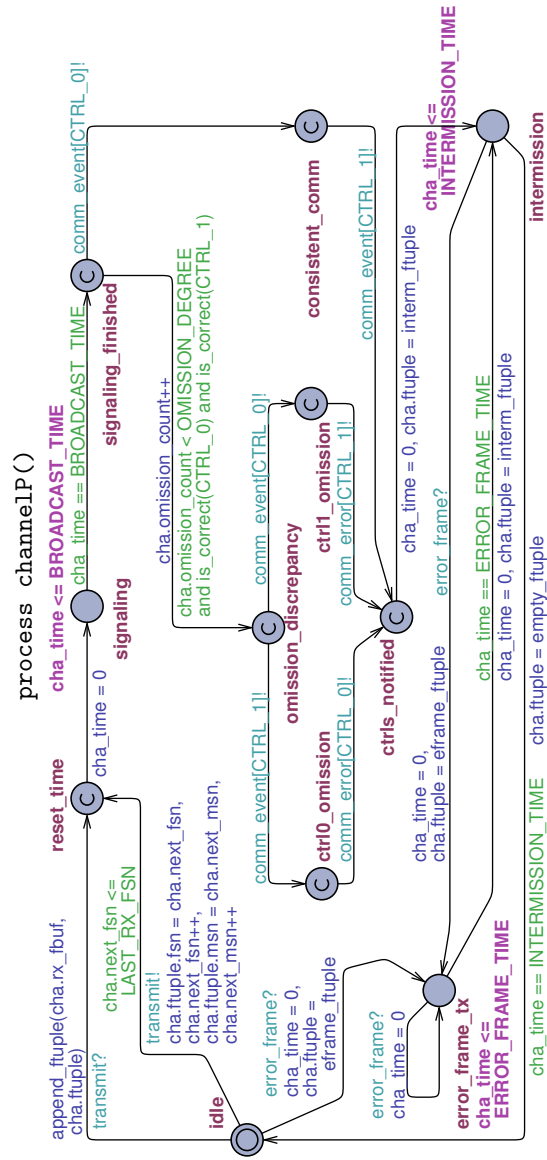 process channelP()
append_ftuple(cha.rx_fbuf,
cha.ftuple)
transmit?
reset_time
cha_time = 0
cha_time <= BROADCAST_TIME
signaling
cha_time == BROADCAST_TIME
signaling_finished
comm_event[CTRL_0]!
cha.next_fsn <=
LAST_RX_FSN
transmit!
cha.ftuple.fsn = cha.next_fsn,
cha.next_fsn++,
cha.ftuple.msn = cha.next_msn,
cha.next_msn++
idle
cha.omission_count++
cha.omission_count < OMISSION_DEGREE
and is_correct(CTRL_0) and is_correct(CTRL_1)
comm_event[CTRL_1]!
omission_discrepancy
comm_event[CTRL_0]!
ctrl0_omission
comm_error[CTRL_0]!
ctrl1_omission
comm_error[CTRL_1]!
consistent_comm
comm_event[CTRL_1]!
ctrls_notified
cha_time = 0, cha.ftuple = interm_ftuple
cha_time <=
INTERMISSION_TIME
error_frame?
cha_time = 0,
cha.ftuple =
eframe_ftuple
error_frame?
cha_time = 0
error_frame_tx
cha_time <=
ERROR_FRAME_TIME
cha_time = 0,
cha.ftuple = eframe_ftuple
error_frame?
cha_time == ERROR_FRAME_TIME
cha_time = 0, cha.ftuple = interm_ftuple
intermission
cha_time == INTERMISSION_TIME
cha.ftuple = empty_ftuple
C
C
C
C
C
C
C